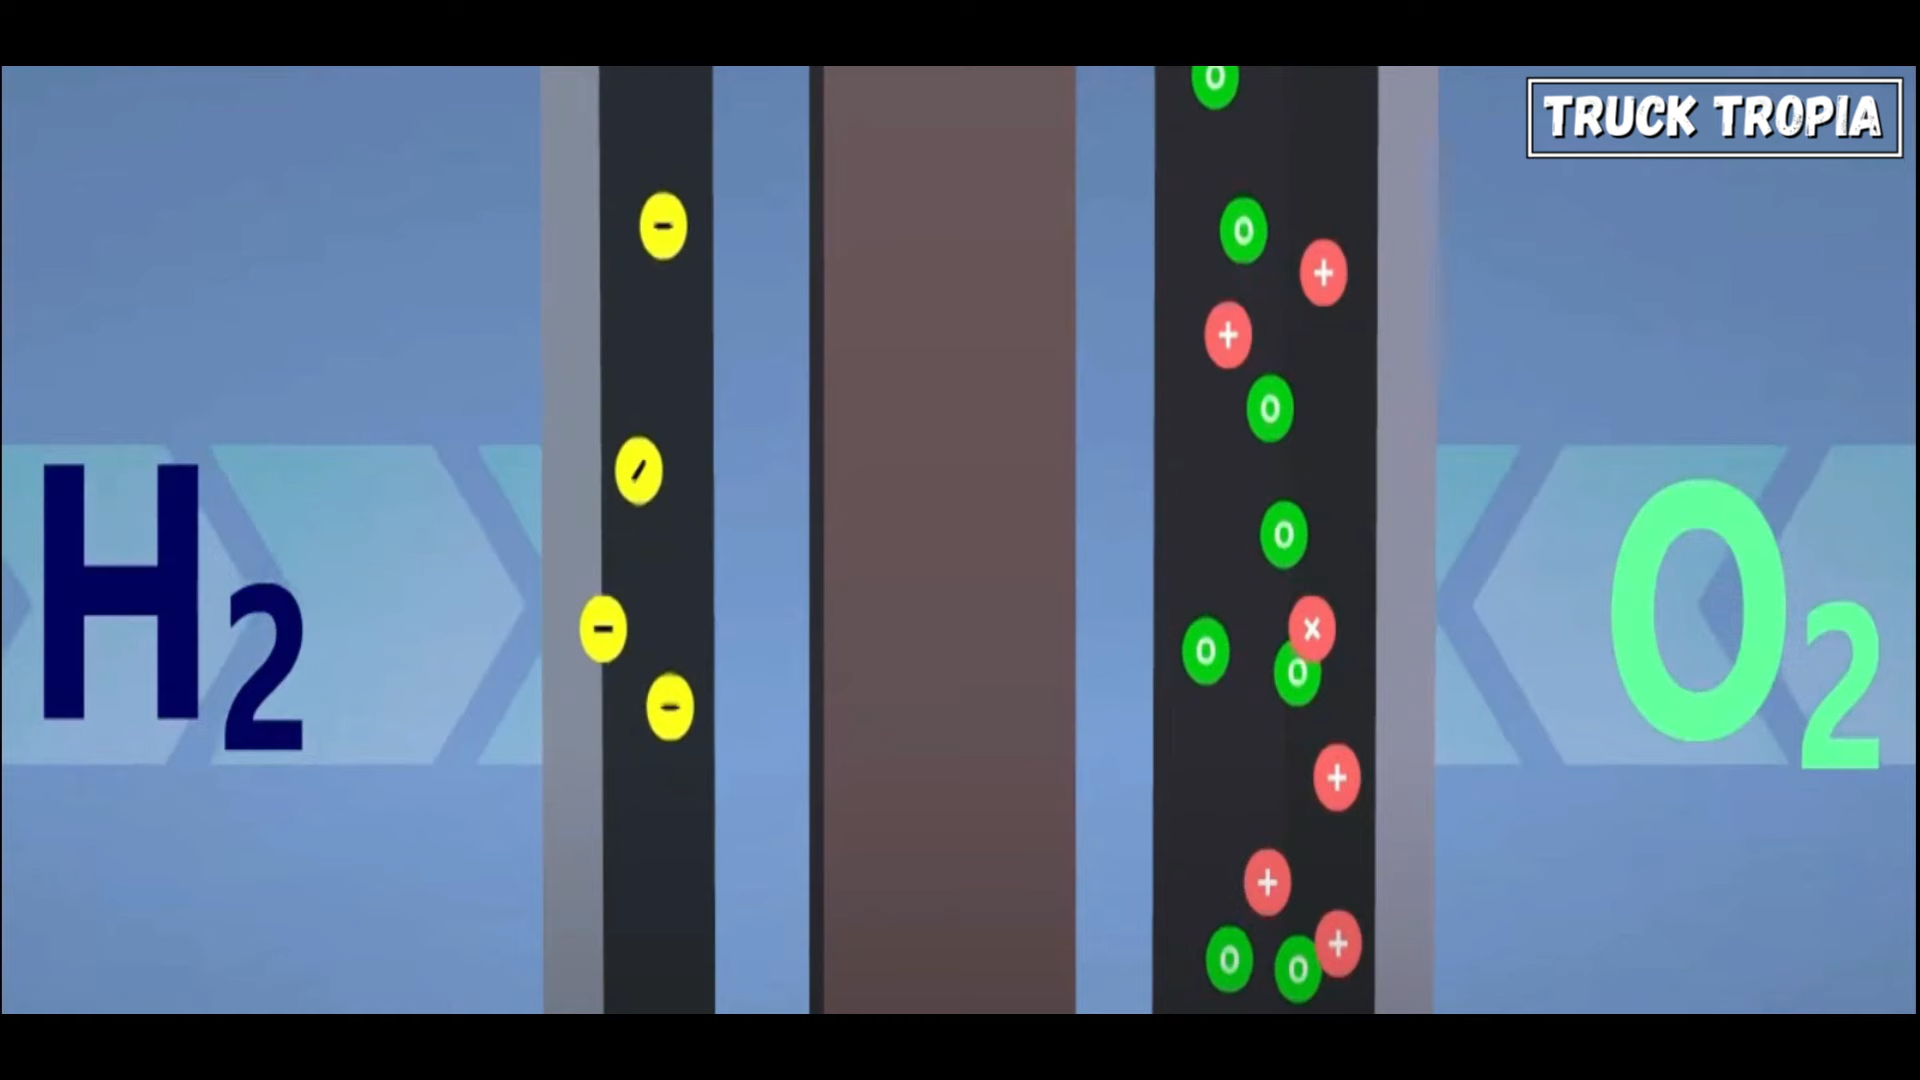 TRUCK TROPIA
H2
O2
O
-
O
+
+
O
-
O
-
×
O
O
-
+
+
+
O
O